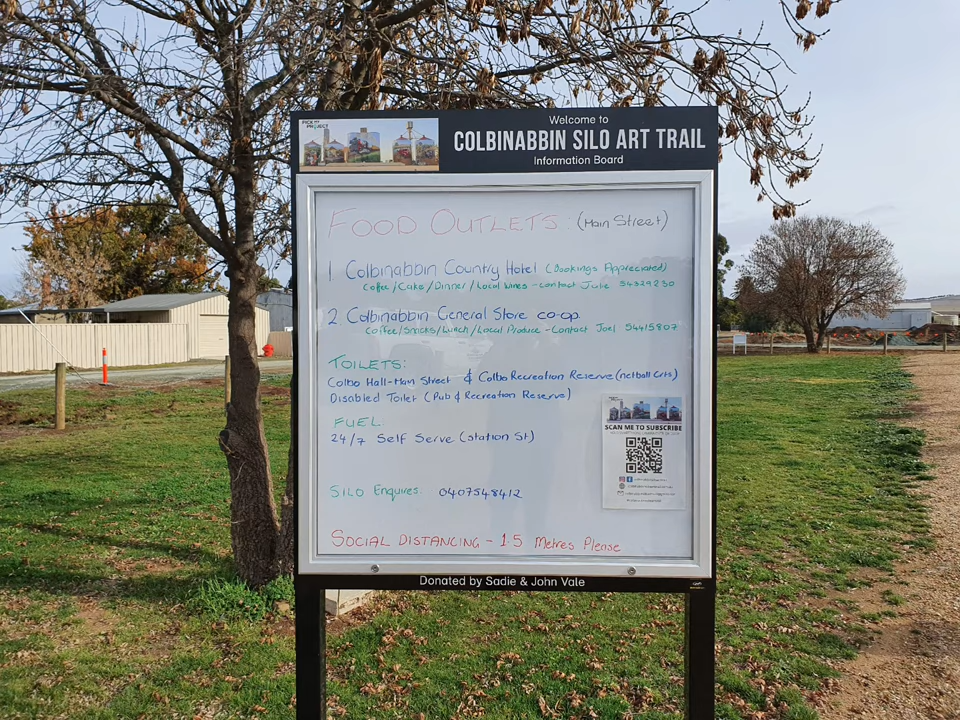 Welcome to
COLBINABBIN SILO ART TRAIL
Information Board
FOOD OUTLETS: (Main Street)
1 Colbinabbin Country Hotel (Bookings Appreciated)
Coffee/Cake/Dinner/Local Wines - Contact Julie 54329230
2 Colbinabbin General Store co-op
Coffee/Snacks/Lunch/Local Produce - Contact Joel 54415807
TOILETS:
Colbo Hall - Main Street & Colbo Recreation Reserve (netball Crts)
Disabled Toilet (Pub & Recreation Reserve)
FUEL:
24/7 Self Serve (Station St)
SCAN ME TO SUBSCRIBE
SILO Enquires: 0407548412
SOCIAL DISTANCING - 1.5 Metres Please
Donated by Sadie & John Vale